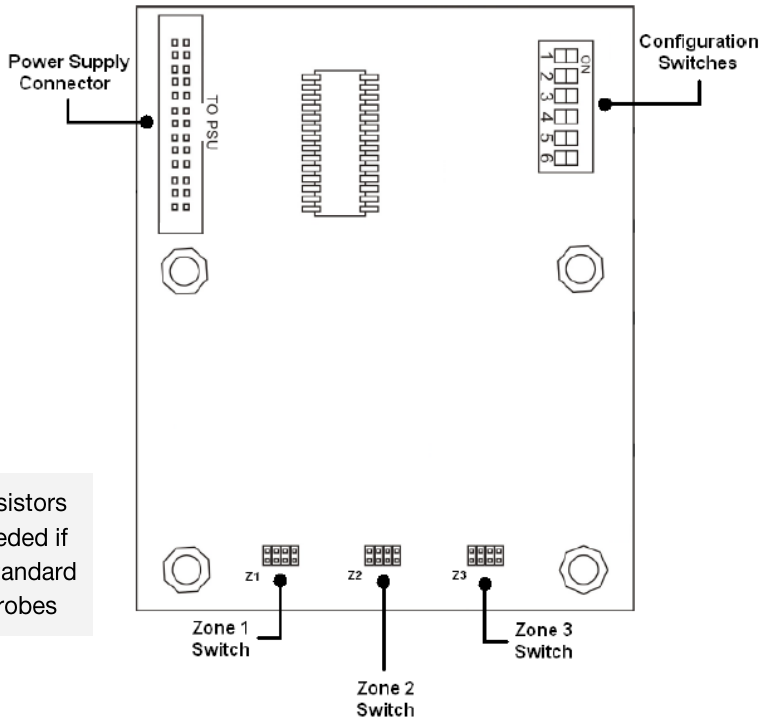 Power Supply
Connector
TO PSU
ON
1
2
3
4
5
6
Configuration
Switches
sistors
eded if
andard
robes
Z1
Z2
Z3
Zone 1
Switch
Zone 2
Switch
Zone 3
Switch